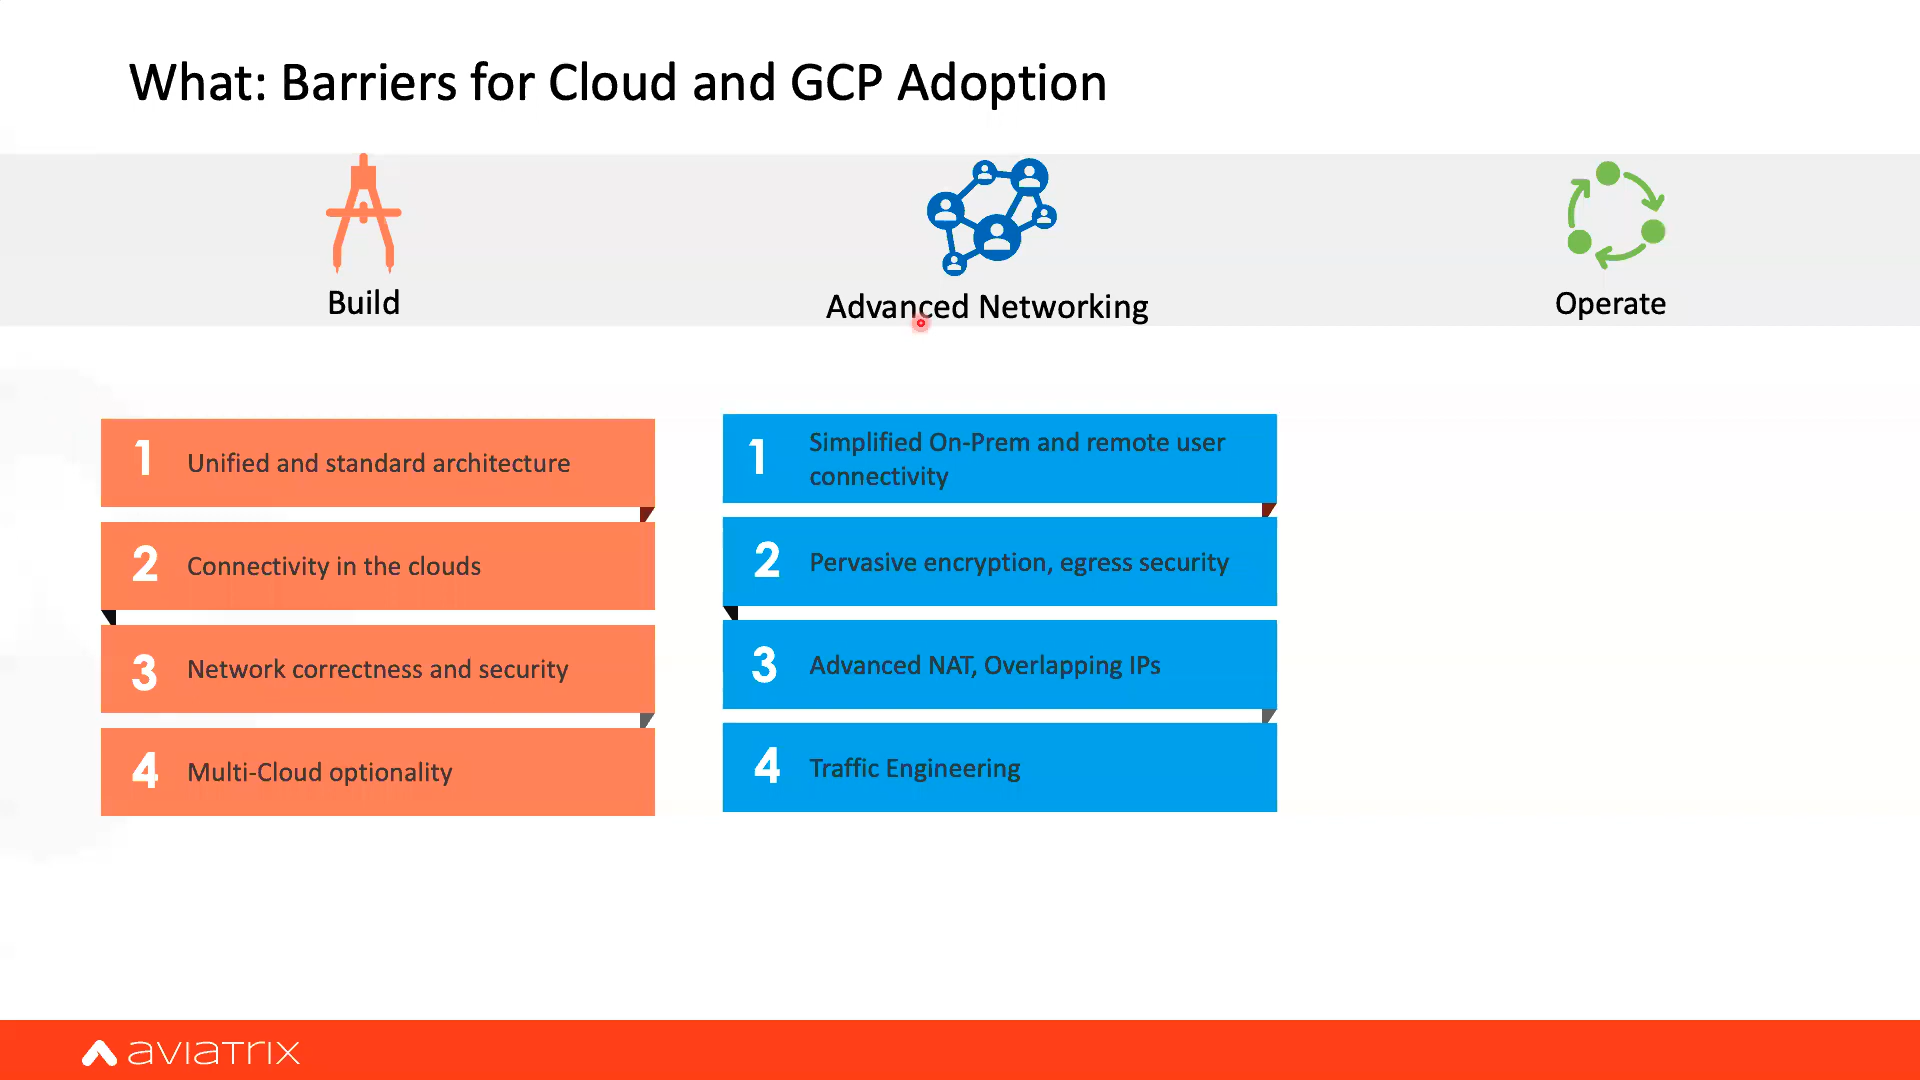 What: Barriers for Cloud and GCP Adoption
Build
Advanced Networking
Operate
1
Unified and standard architecture
2
Connectivity in the clouds
3
Network correctness and security
4
Multi-Cloud optionality
1
Simplified On-Prem and remote user
connectivity
2
Pervasive encryption, egress security
3
Advanced NAT, Overlapping IPs
4
Traffic Engineering
aviatrix